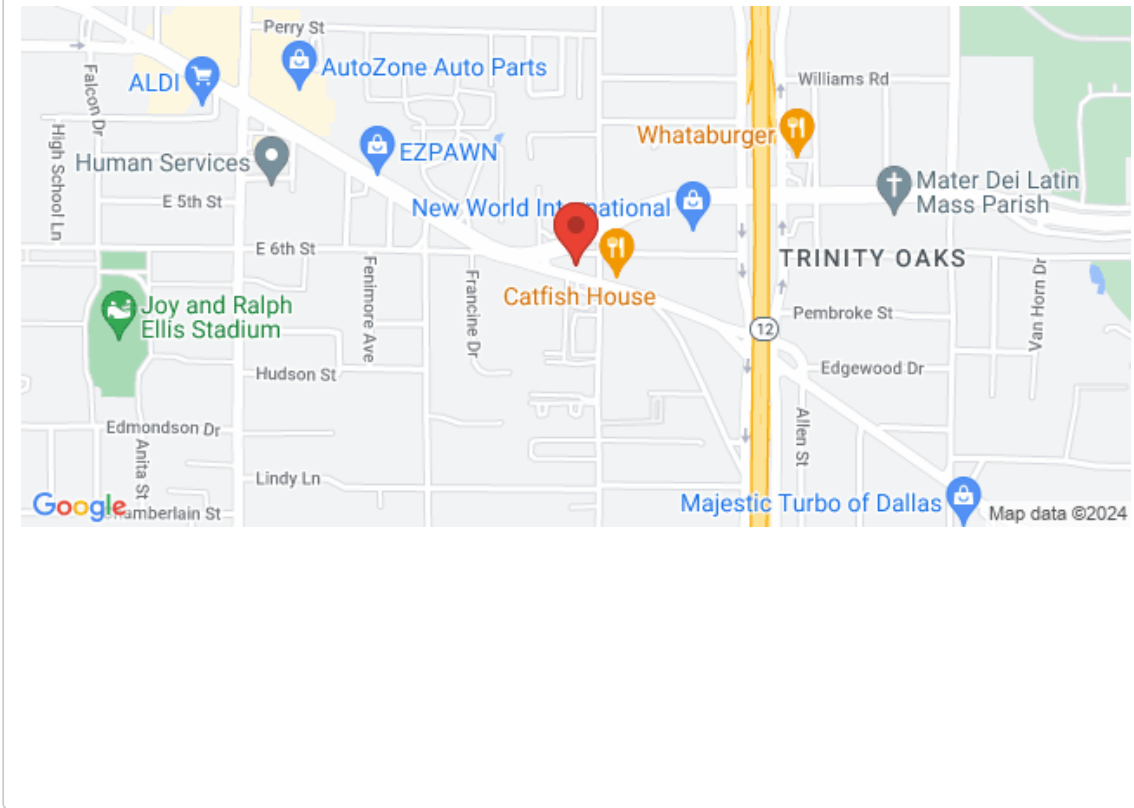 Perry St
AutoZone Auto Parts
ALDI
Falcon Dr
Williams Rd
High School Ln
Whataburger
Human Services
EZPAWN
E 5th St
New World International
Mater Dei Latin
Mass Parish
E 6th St
TRINITY OAKS
Catfish House
Fenimore Ave
Francine Dr
Van Horn Dr
Joy and Ralph
Ellis Stadium
Pembroke St
12
Hudson St
Edgewood Dr
Edmondson Dr
Allen St
Anita St
Lindy Ln
Majestic Turbo of Dallas
Google
Chamberlain St
Map data ©2024